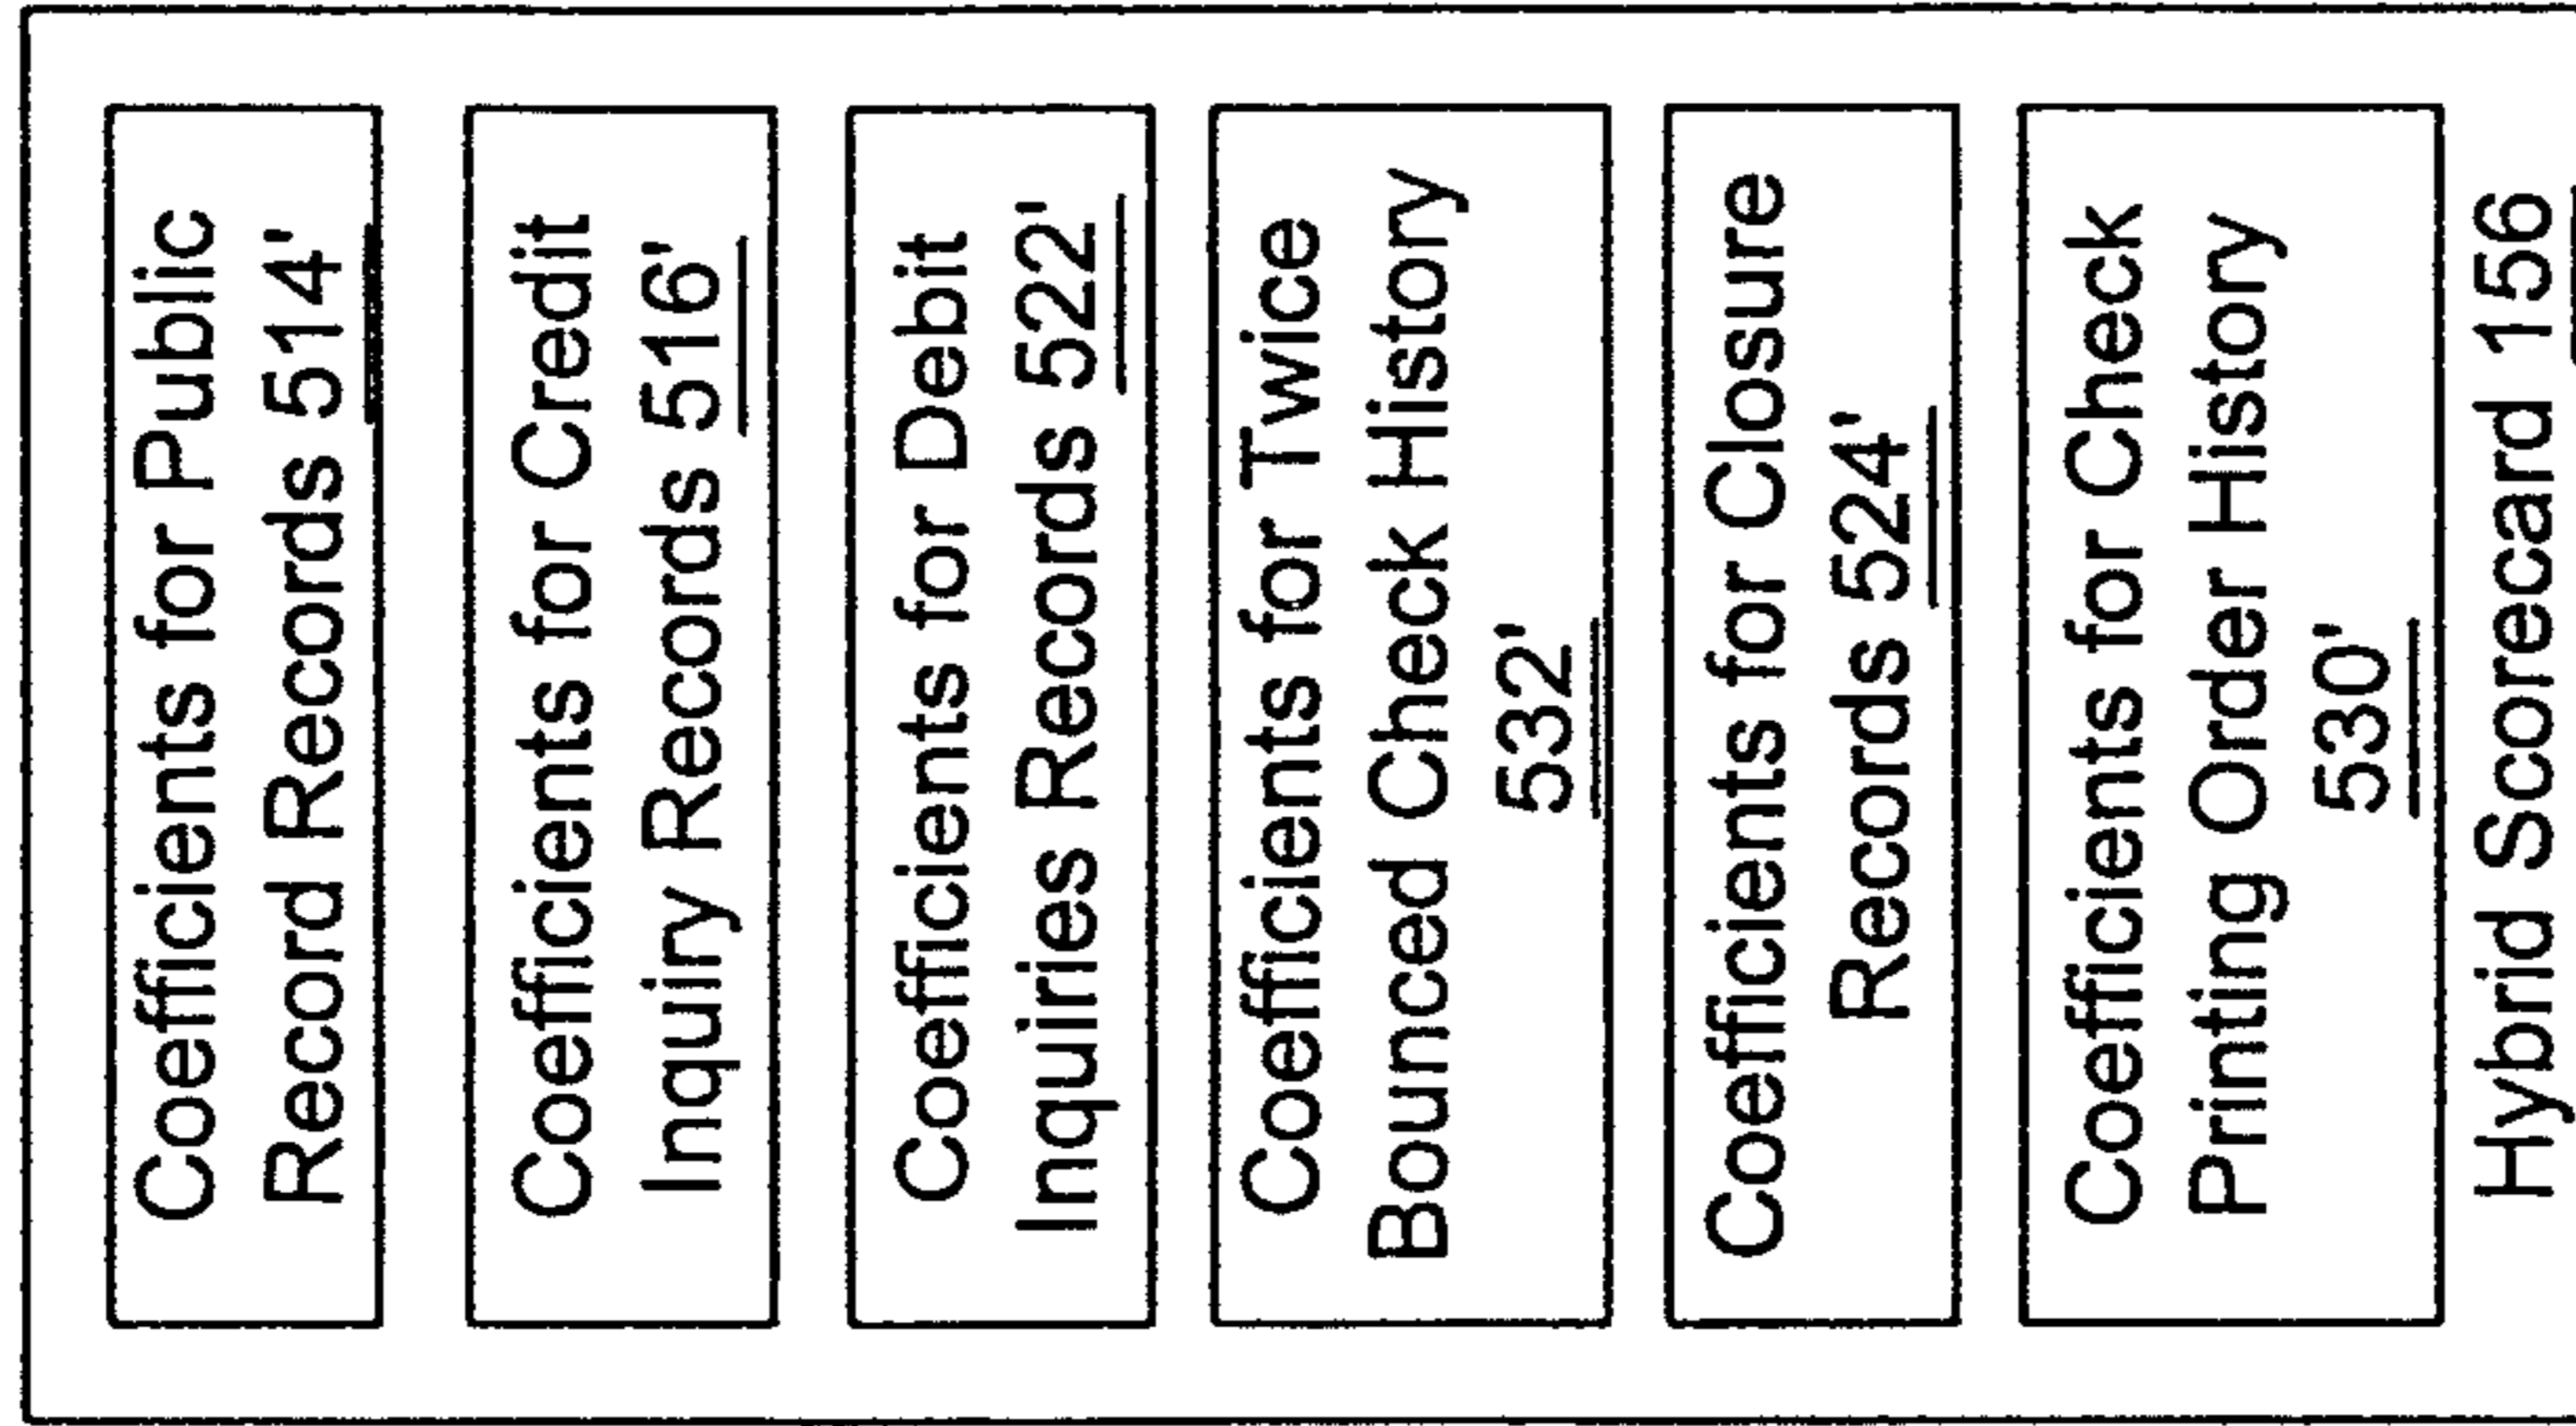 Coefficients for Public
Record Records 514'
Coefficients for Credit
Inquiry Records 516'
Coefficients for Debit
Inquiries Records 522'
Coefficients for Twice
Bounced Check History
532'
Coefficients for Closure
Records 524'
Coefficients for Check
Printing Order History
530'
Hybrid Scorecard 156